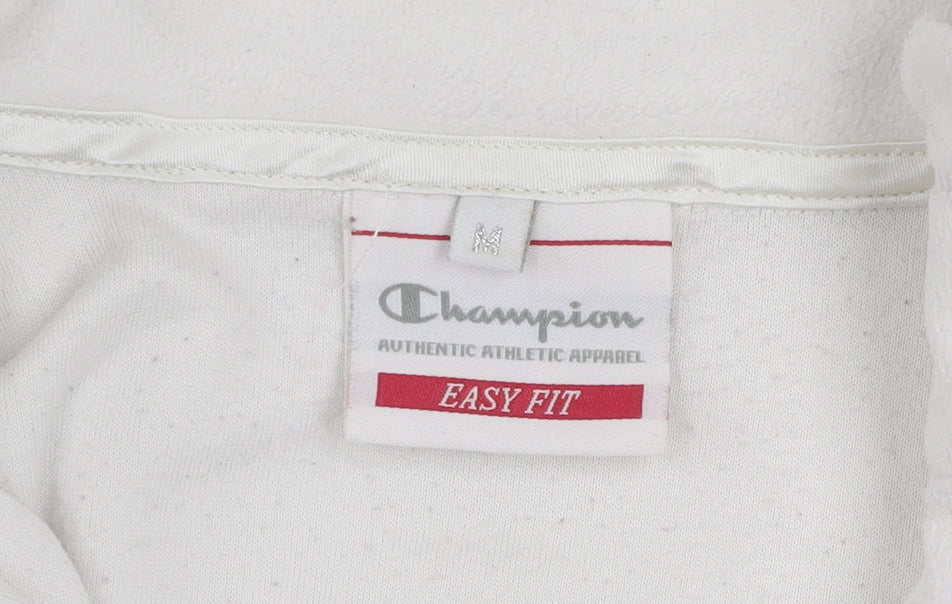 M
Champion
AUTHENTIC ATHLETIC APPAREL
EASY FIT